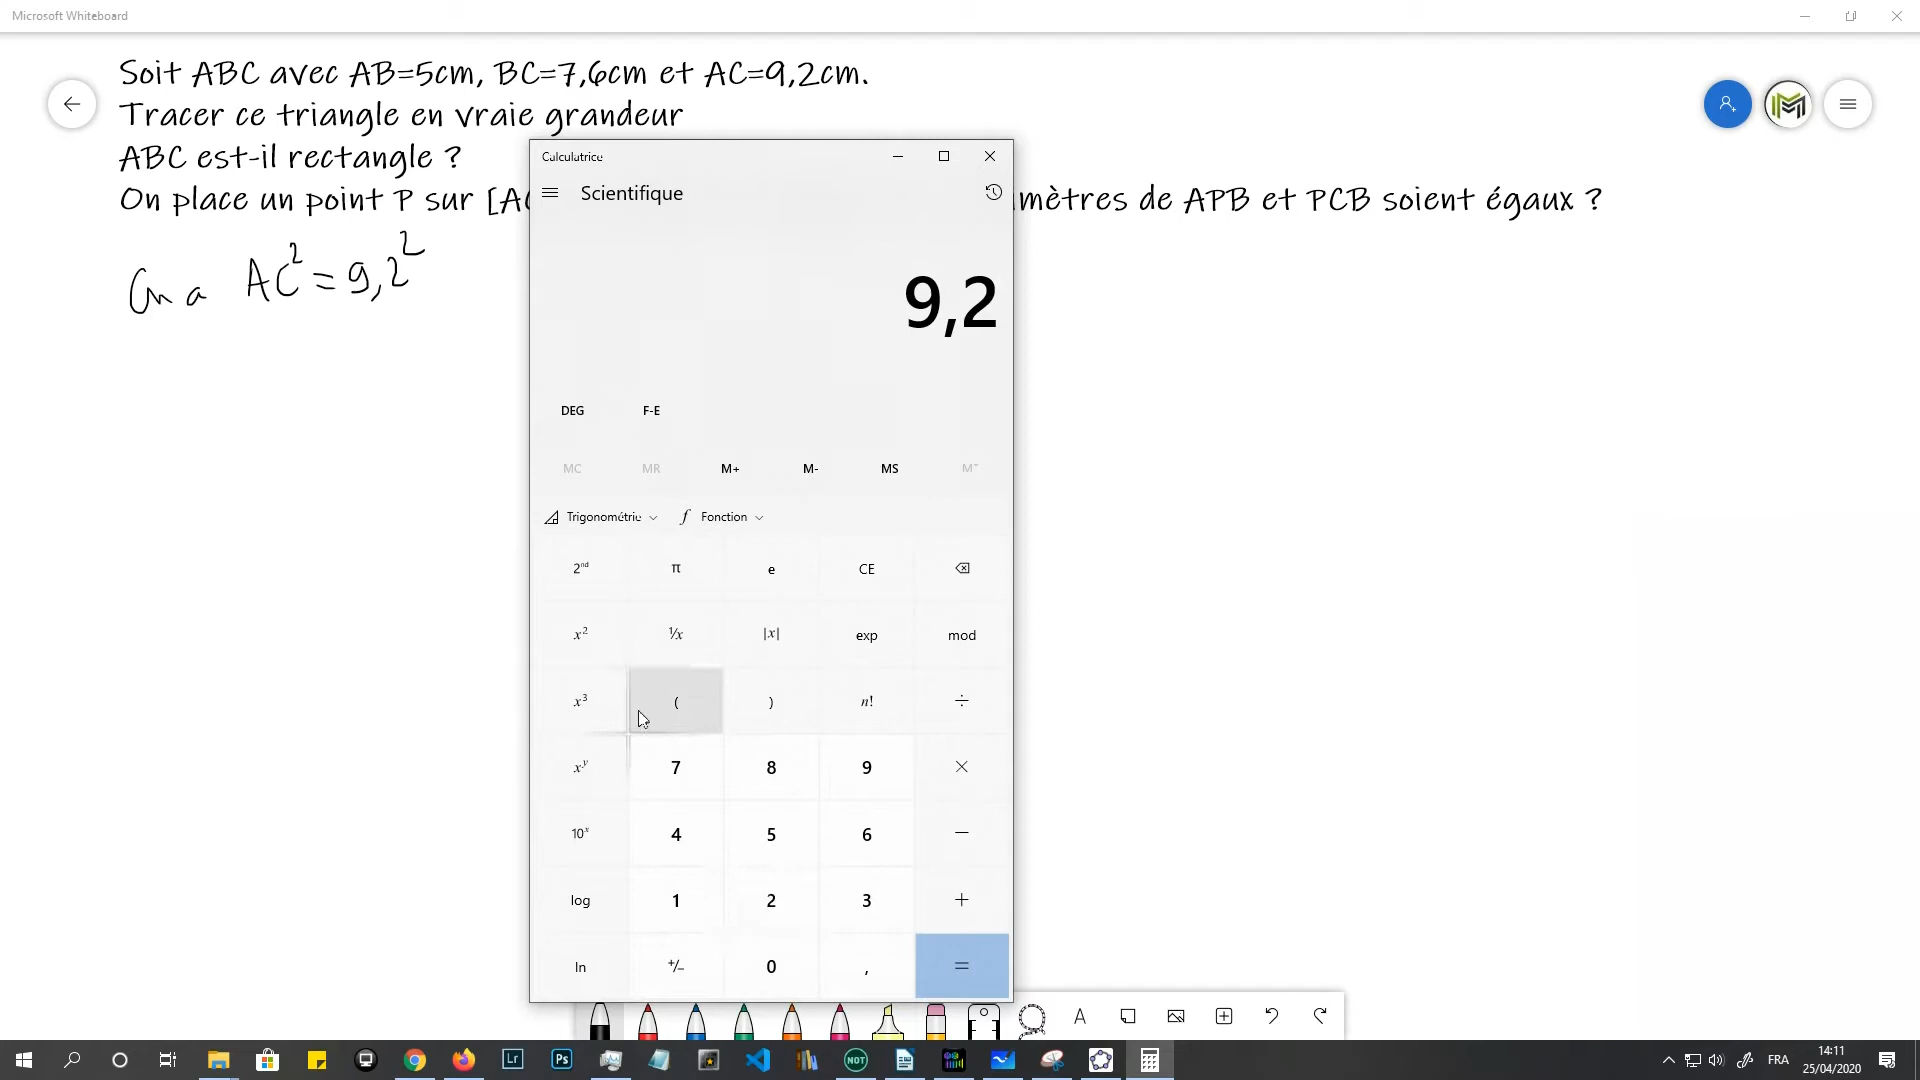 Microsoft Whiteboard
Soit ABC avec AB=5cm, BC=7,6cm et AC=9,2cm.
Tracer ce triangle en vraie grandeur
ABC est-il rectangle ?
On place un point P sur [AC
mètres de APB et PCB soient égaux ?
On a AC²=9,2²
Calculatrice
Scientifique
9,2
DEG F-E
MC MR M+ M- MS M˅
Trigonométrie f Fonction
2ⁿᵈ π e CE
x² ¹/x |x| exp mod
x³ ( ) n! ÷
xʸ 7 8 9 ×
10ˣ 4 5 6 −
log 1 2 3 +
ln +/− 0 , =
A
Lr Ps NOT FRA 14:11
25/04/2020